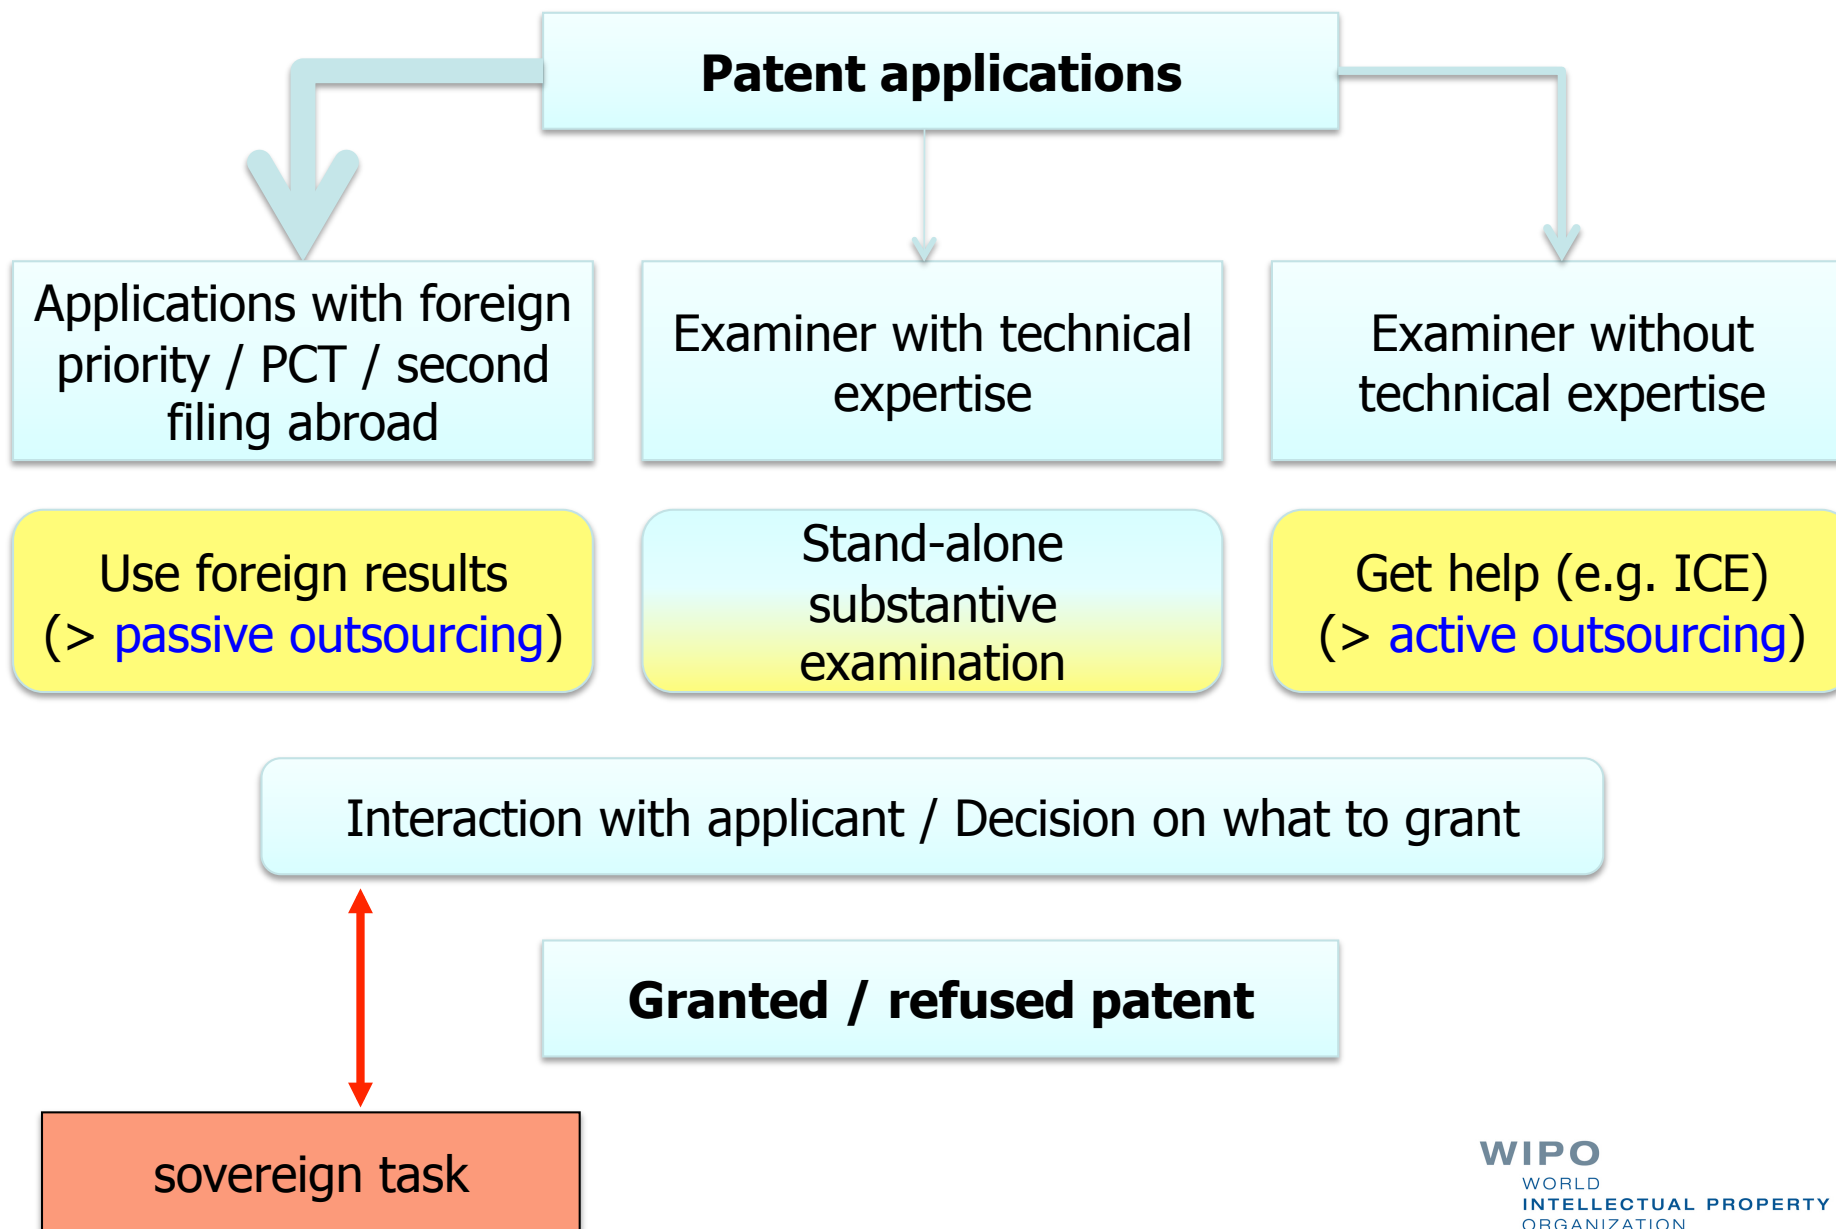 Patent applications
Applications with foreign
priority / PCT / second
filing abroad
Examiner with technical
expertise
Examiner without
technical expertise
Use foreign results
(> passive outsourcing)
Stand-alone
substantive
examination
Get help (e.g. ICE)
(> active outsourcing)
Interaction with applicant / Decision on what to grant
Granted / refused patent
sovereign task
WIPO
WORLD
INTELLECTUAL PROPERTY
ORGANIZATION